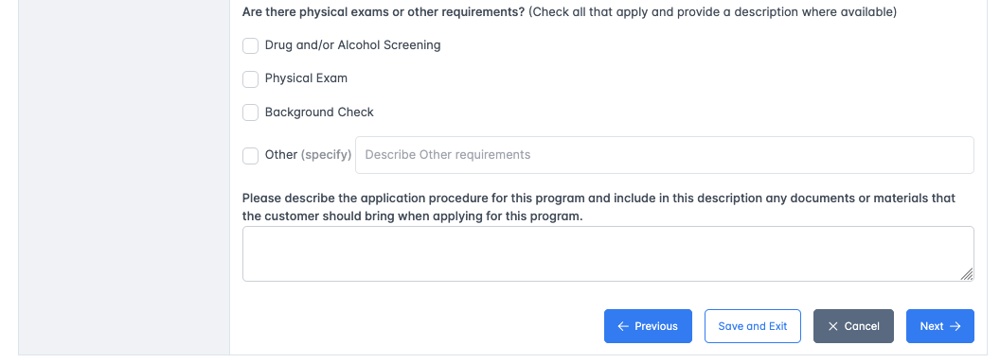 Are there physical exams or other requirements? (Check all that apply and provide a description where available)
Drug and/or Alcohol Screening
Physical Exam
Background Check
Other (specify) Describe Other requirements
Please describe the application procedure for this program and include in this description any documents or materials that
the customer should bring when applying for this program.
Previous Save and Exit Cancel Next